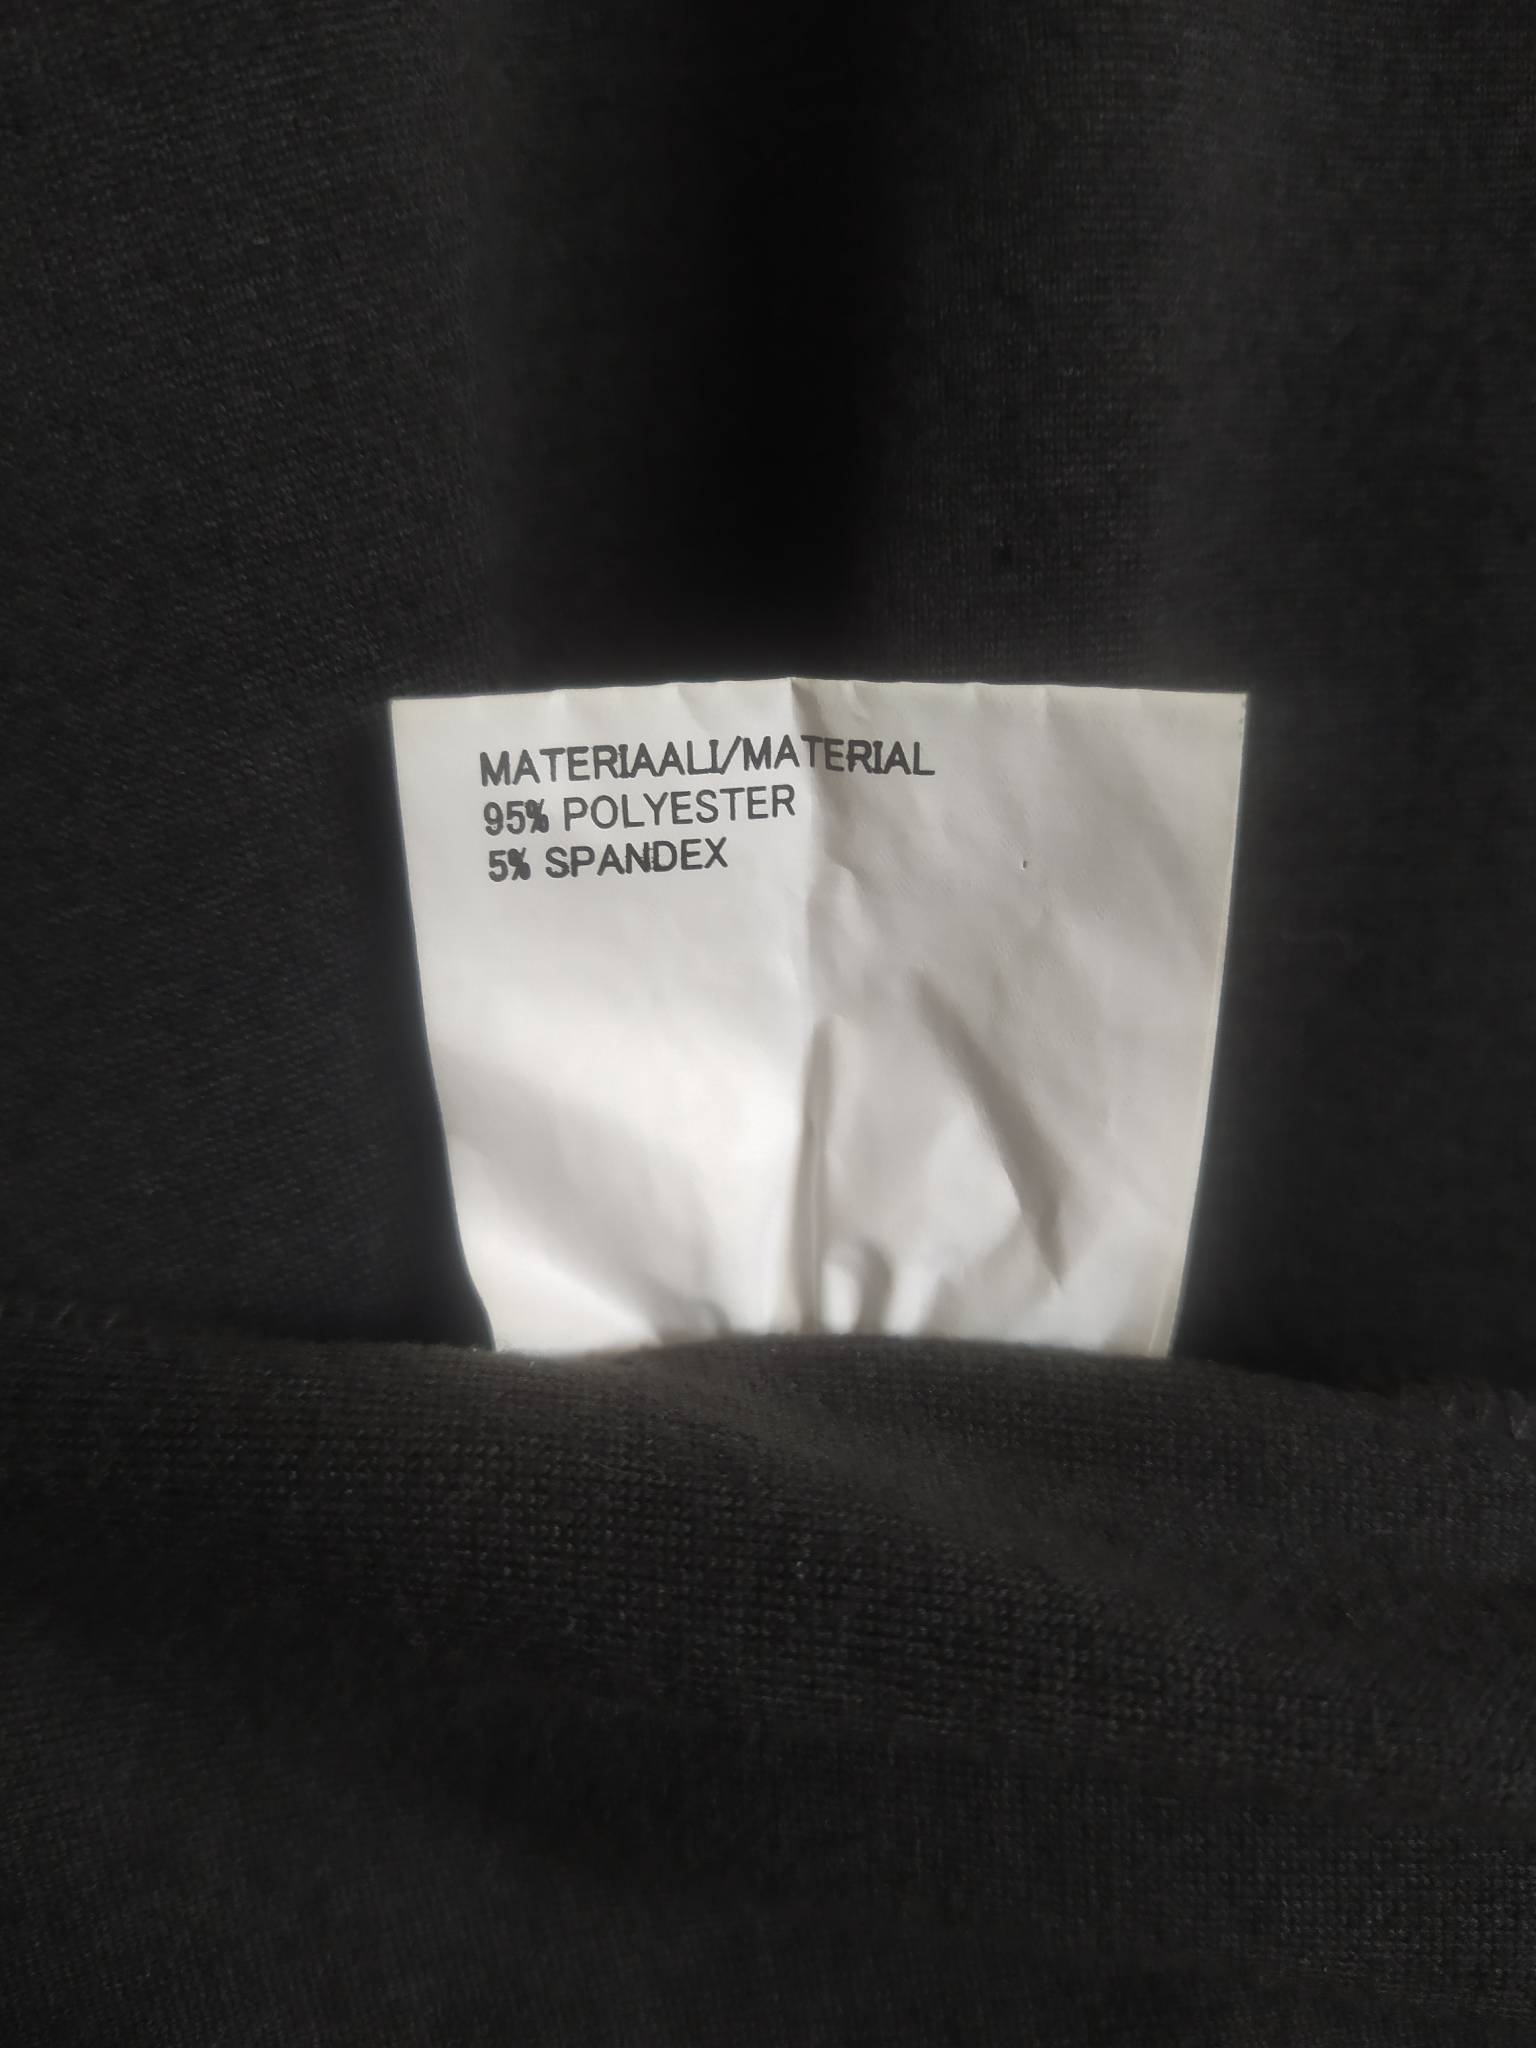 MATERIAALI/MATERIAL
95% POLYESTER
5% SPANDEX